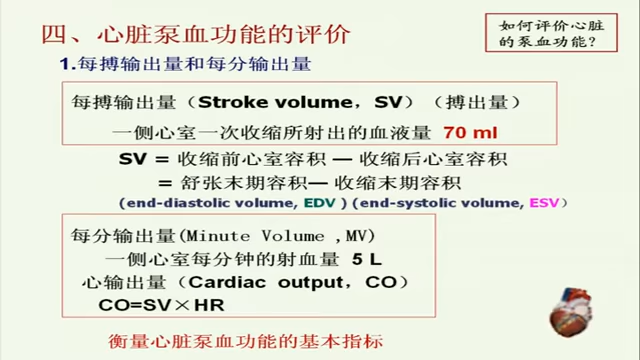 四、心脏泵血功能的评价
如何评价心脏
的泵血功能？
1.每搏输出量和每分输出量
每搏输出量（Stroke volume，SV）（搏出量）
一侧心室一次收缩所射出的血液量 70 ml
SV = 收缩前心室容积 — 收缩后心室容积
= 舒张末期容积— 收缩末期容积
(end-diastolic volume, EDV ) (end-systolic volume, ESV）
每分输出量(Minute Volume ,MV)
一侧心室每分钟的射血量 5 L
心输出量（Cardiac output，CO）
CO=SV×HR
衡量心脏泵血功能的基本指标